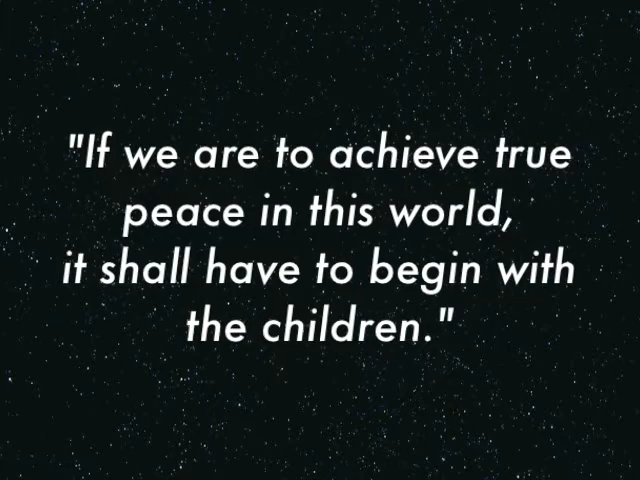 "If we are to achieve true
peace in this world,
it shall have to begin with
the children."